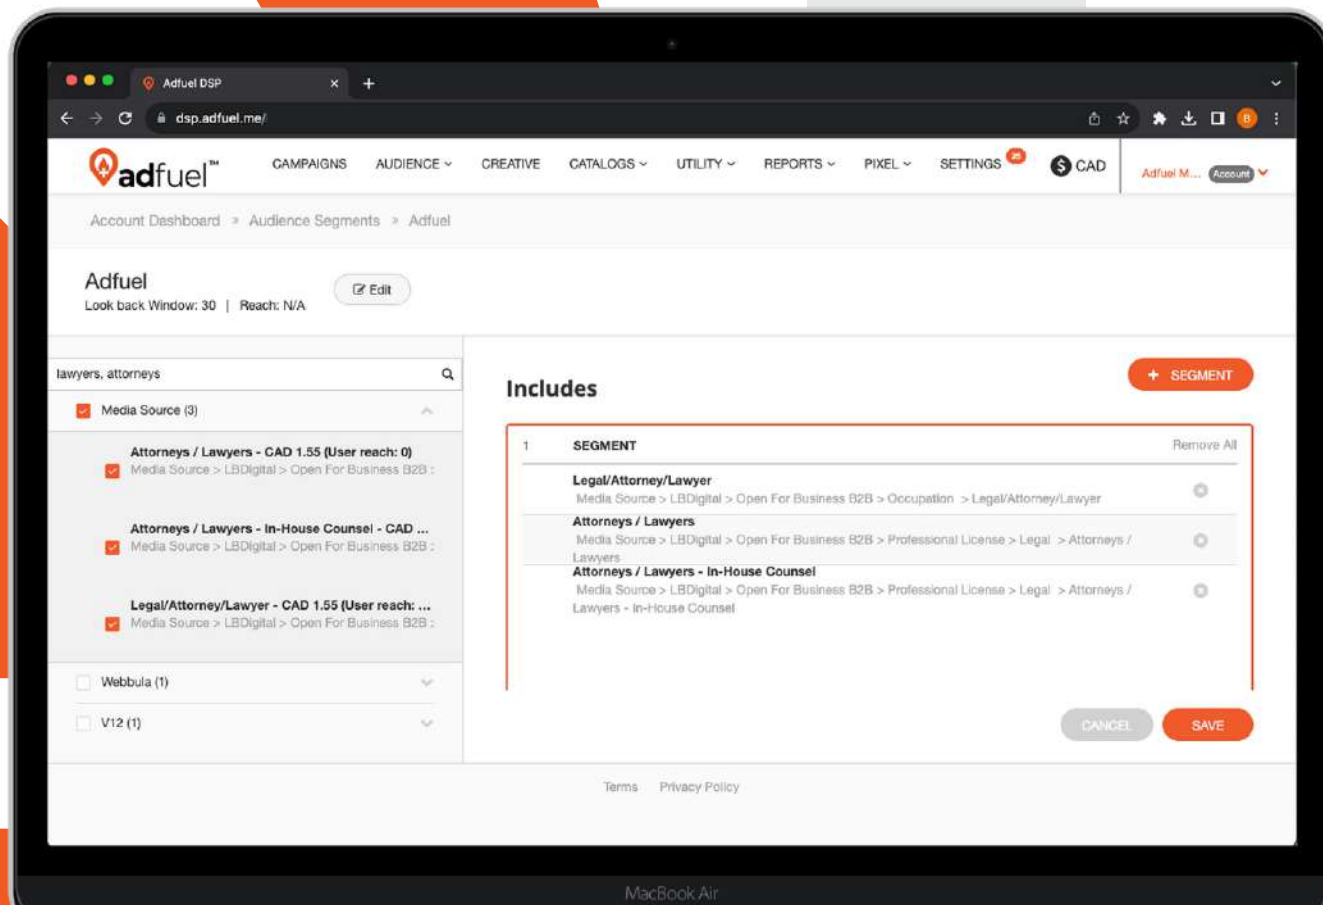 Adfuel DSP
dsp.adfuel.me/
B
adfuel™
CAMPAIGNS AUDIENCE CREATIVE CATALOGS UTILITY REPORTS PIXEL SETTINGS CAD
Adfuel M... Account
Account Dashboard » Audience Segments » Adfuel
Adfuel
Edit
Look back Window: 30 | Reach: N/A
lawyers, attorneys
Media Source (3)
Attorneys / Lawyers - CAD 1.55 (User reach: 0)
Media Source > LBDigital > Open For Business B2B :
Attorneys / Lawyers - In-House Counsel - CAD ...
Media Source > LBDigital > Open For Business B2B :
Legal/Attorney/Lawyer - CAD 1.55 (User reach: ...
Media Source > LBDigital > Open For Business B2B :
Webbula (1)
V12 (1)
Includes
+ SEGMENT
1 SEGMENT Remove All
Legal/Attorney/Lawyer
Media Source > LBDigital > Open For Business B2B > Occupation > Legal/Attorney/Lawyer
Attorneys / Lawyers
Media Source > LBDigital > Open For Business B2B > Professional License > Legal > Attorneys /
Lawyers
Attorneys / Lawyers - In-House Counsel
Media Source > LBDigital > Open For Business B2B > Professional License > Legal > Attorneys /
Lawyers - In-House Counsel
CANCEL SAVE
Terms Privacy Policy
MacBook Air